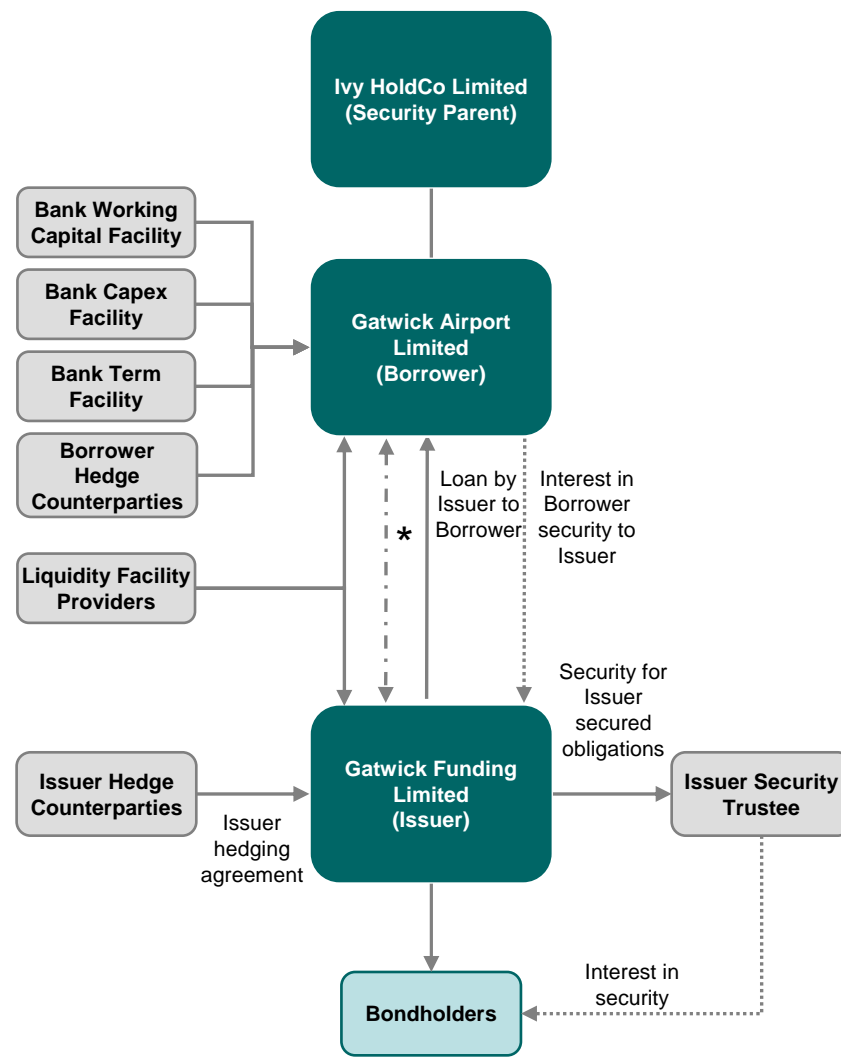 Ivy HoldCo Limited
(Security Parent)
Bank Working
Capital Facility
Bank Capex
Facility
Gatwick Airport
Limited
(Borrower)
Bank Term
Facility
Borrower
Hedge
Counterparties
Loan by
Issuer to
Borrower
Interest in
Borrower
security to
Issuer
*
Liquidity Facility
Providers
Security for
Issuer
secured
obligations
Issuer Hedge
Counterparties
Gatwick Funding
Limited
(Issuer)
Issuer Security
Trustee
Issuer
hedging
agreement
Interest in
security
Bondholders